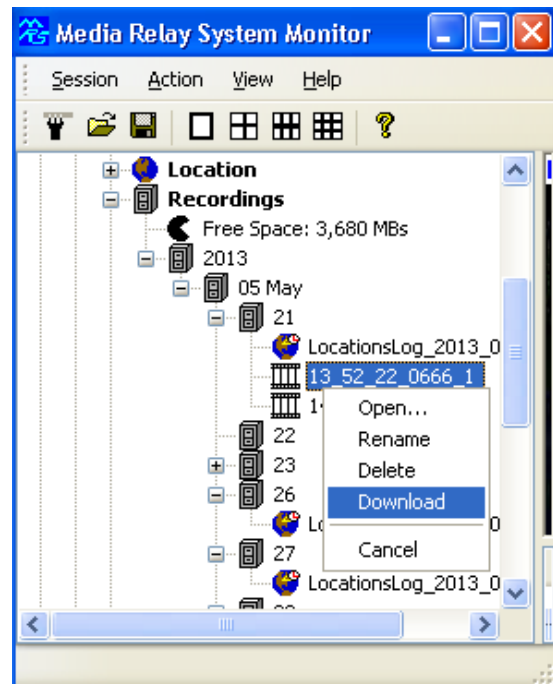 Media Relay System Monitor
Session Action View Help
Location
Recordings
Free Space: 3,680 MBs
2013
05 May
21
LocationsLog_2013_0
13_52_22_0666_1
Open...
22
Rename
23
Delete
26
Download
27
Cancel
LocationsLog_2013_0